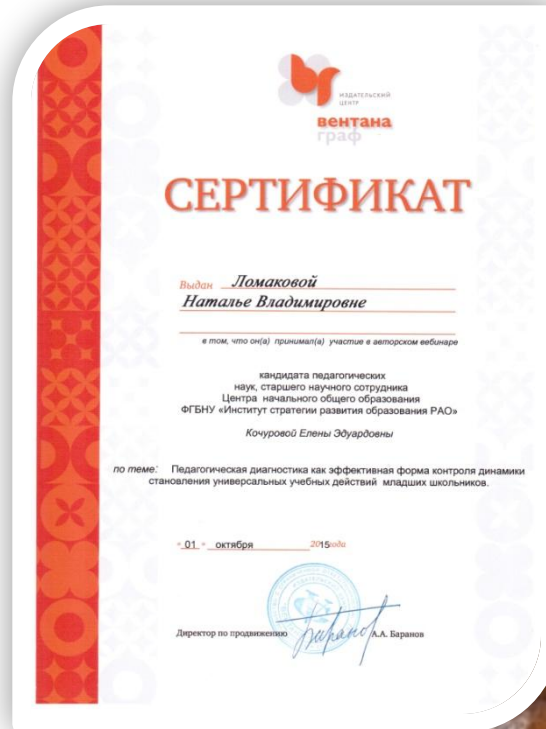 ИЗДАТЕЛЬСКИЙ
ЦЕНТР
вентана
граф
СЕРТИФИКАТ
Выдан Ломаковой
Наталье Владимировне
в том, что он(а) принимал(а) участие в авторском вебинаре
кандидата педагогических
наук, старшего научного сотрудника
Центра начального общего образования
ФГБНУ «Институт стратегии развития образования РАО»
Кочуровой Елены Эдуардовны
по теме: Педагогическая диагностика как эффективная форма контроля динамики
становления универсальных учебных действий младших школьников.
" 01 " октября 2015года
Директор по продвижению А.А. Баранов